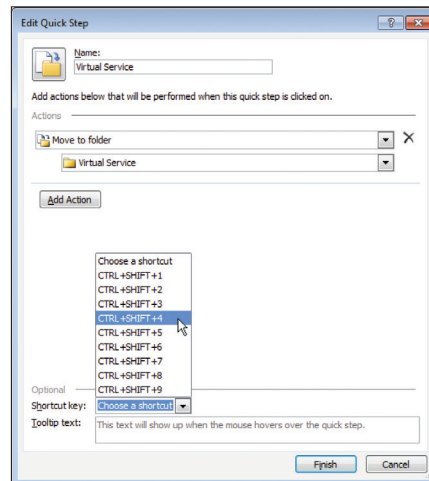 Edit Quick Step
Name:
Virtual Service
Add actions below that will be performed when this quick step is clicked on.
Actions
Move to folder
Virtual Service
Add Action
Choose a shortcut
CTRL+SHIFT+1
CTRL+SHIFT+2
CTRL+SHIFT+3
CTRL+SHIFT+4
CTRL+SHIFT+5
CTRL+SHIFT+6
CTRL+SHIFT+7
CTRL+SHIFT+8
CTRL+SHIFT+9
Optional
Shortcut key: Choose a shortcut
Tooltip text: This text will show up when the mouse hovers over the quick step.
Finish Cancel